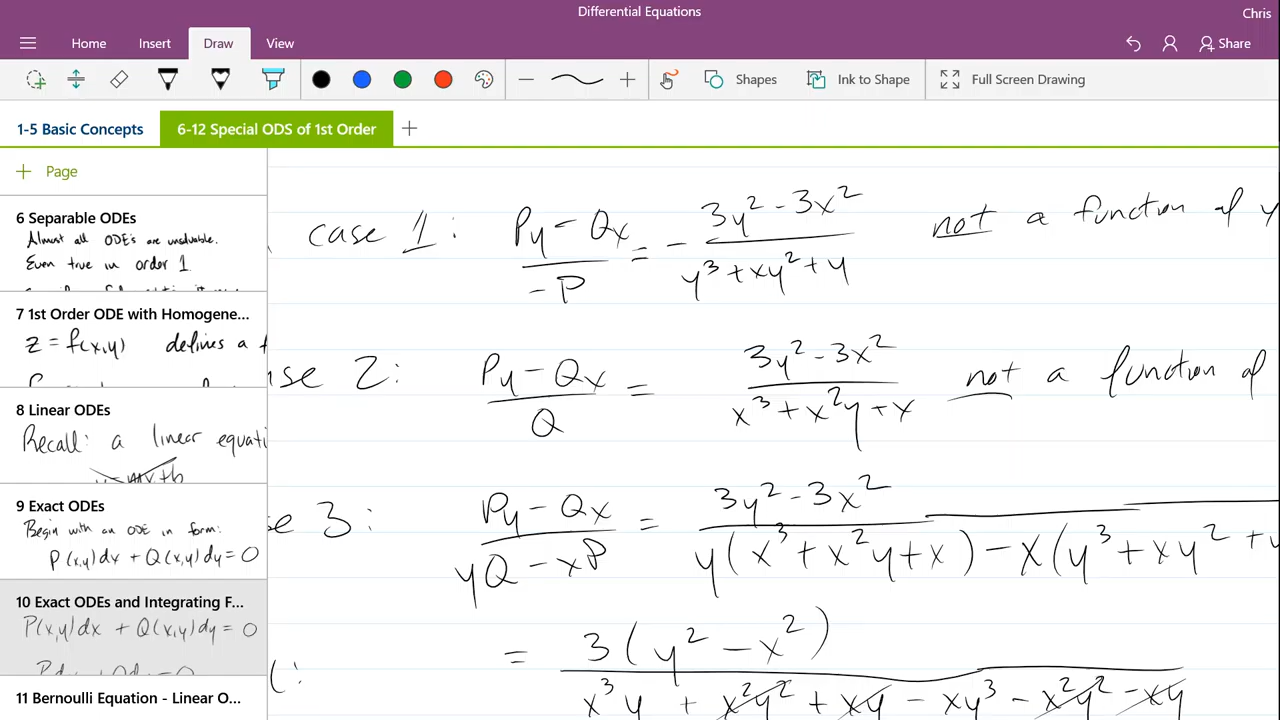 Differential Equations
Chris
Home Insert Draw View Share
Shapes Ink to Shape Full Screen Drawing
1-5 Basic Concepts 6-12 Special ODS of 1st Order
Page
6 Separable ODEs
Almost all ODE's are unsolvable.
Even true in order 1
7 1st Order ODE with Homogene...
z = f(x,y) defines a
8 Linear ODEs
Recall: a linear equati
9 Exact ODEs
Begin with an ODE in form:
P(x,y)dx + Q(x,y)dy = 0
10 Exact ODEs and Integrating F...
P(x,y)dx + Q(x,y)dy = 0
11 Bernoulli Equation - Linear O...
case 1: (Py - Qx)/(-P) = - (3y² - 3x²)/(y³ + xy² + y) not a function of y
se 2: (Py - Qx)/Q = (3y² - 3x²)/(x³ + x²y + x) not a function of
se 3: (Py - Qx)/(yQ - xP) = (3y² - 3x²)/(y(x³ + x²y + x) - x(y³ + xy² + y
= 3(y² - x²)/(x³y + x²y² + xy - xy³ - x²y² - xy